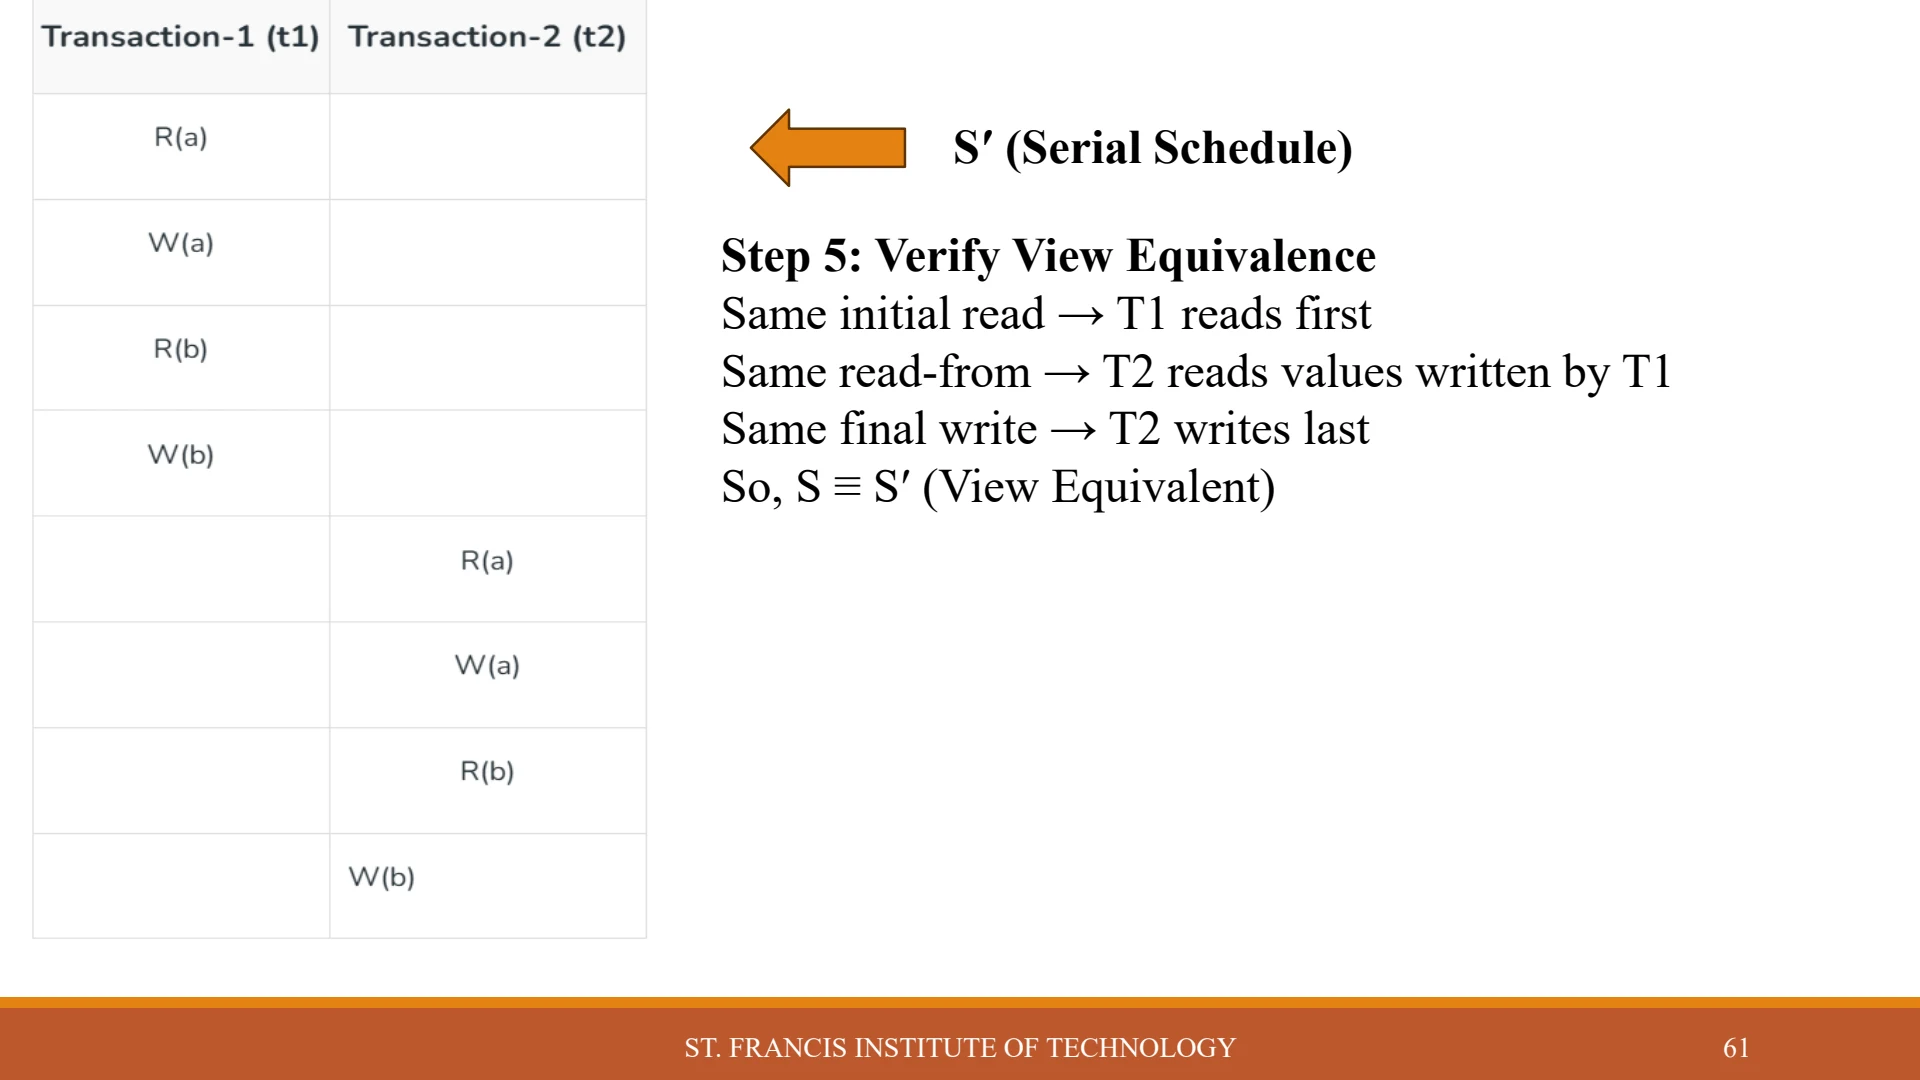 Transaction-1 (t1) Transaction-2 (t2)
R(a)
W(a)
R(b)
W(b)
R(a)
W(a)
R(b)
W(b)
S′ (Serial Schedule)
Step 5: Verify View Equivalence
Same initial read → T1 reads first
Same read-from → T2 reads values written by T1
Same final write → T2 writes last
So, S ≡ S′ (View Equivalent)
ST. FRANCIS INSTITUTE OF TECHNOLOGY
61